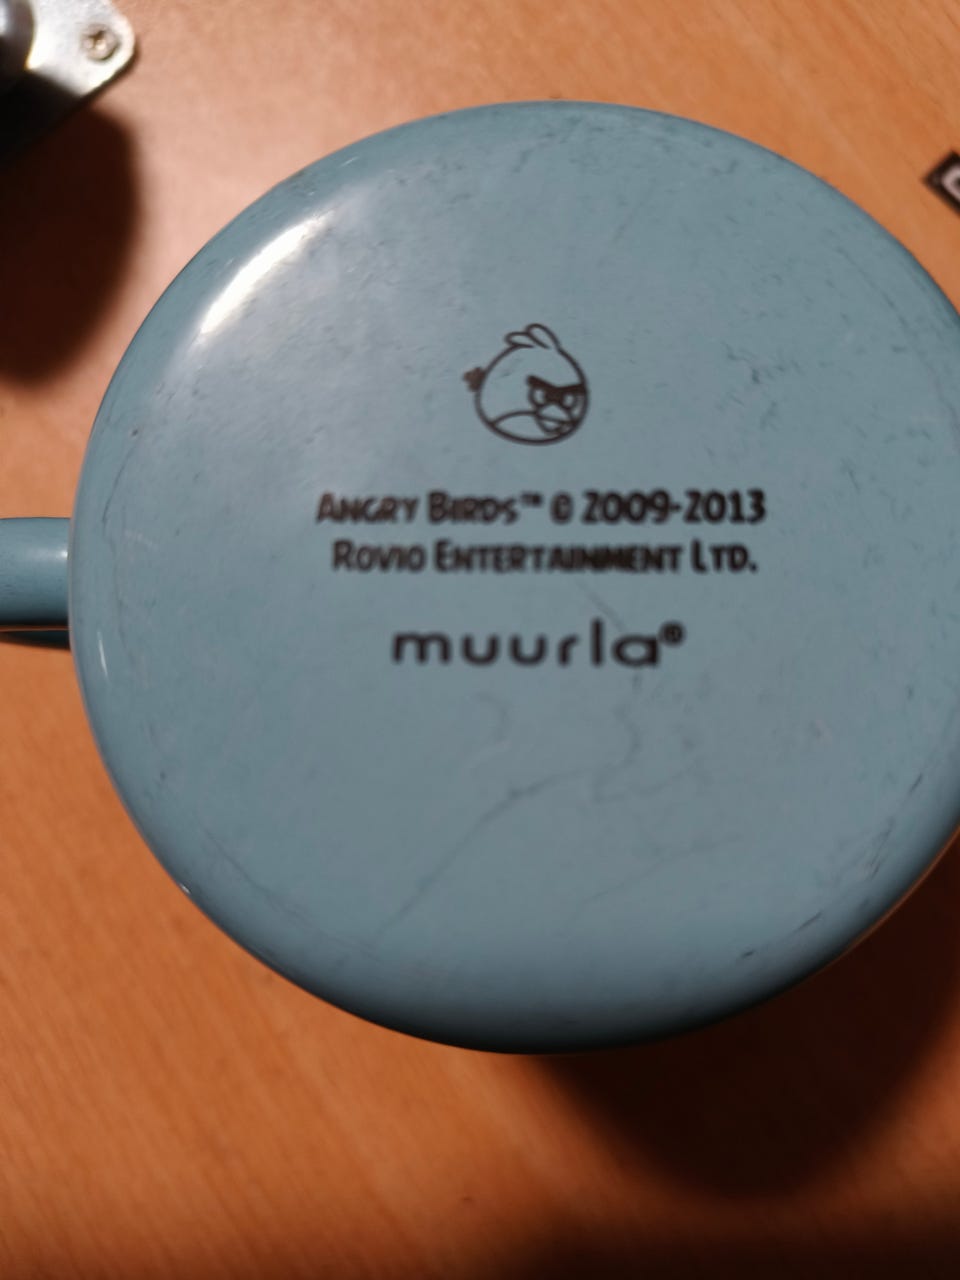 Angry Birds™ © 2009-2013
Rovio Entertainment Ltd.
muurla®